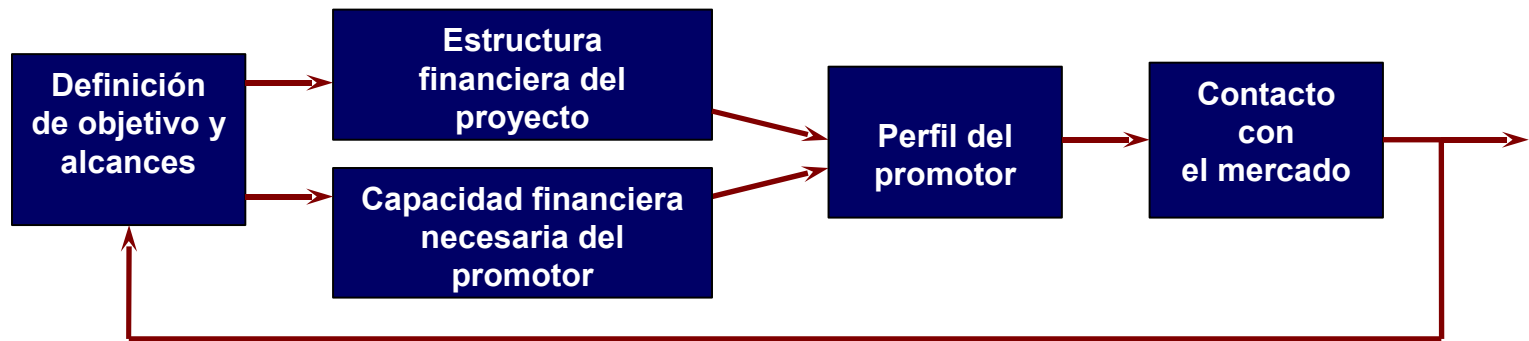 Definición
de objetivo y
alcances
Estructura
financiera del
proyecto
Capacidad financiera
necesaria del
promotor
Perfil del
promotor
Contacto
con
el mercado